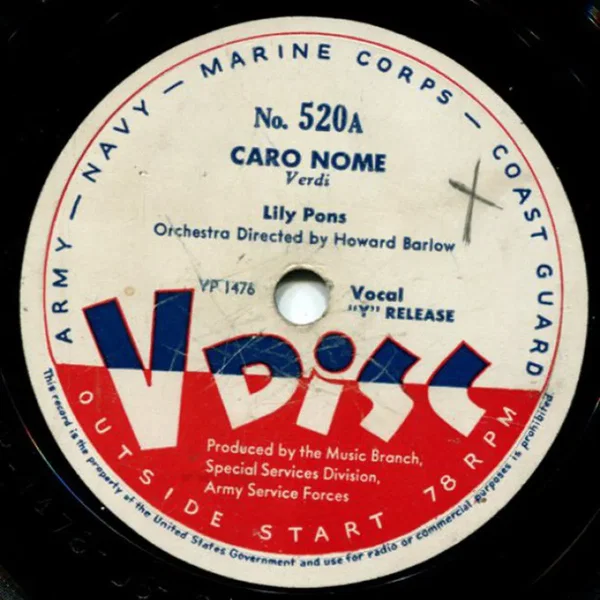 ARMY — NAVY — MARINE CORPS — COAST GUARD
No. 520A
CARO NOME
Verdi
Lily Pons
Orchestra Directed by Howard Barlow
VP 1476
Vocal
"Y" RELEASE
V DiSC
Produced by the Music Branch,
Special Services Division,
Army Service Forces
OUTSIDE START 78 RPM
This record is the property of the United States Government and use for radio or commercial purposes is prohibited.